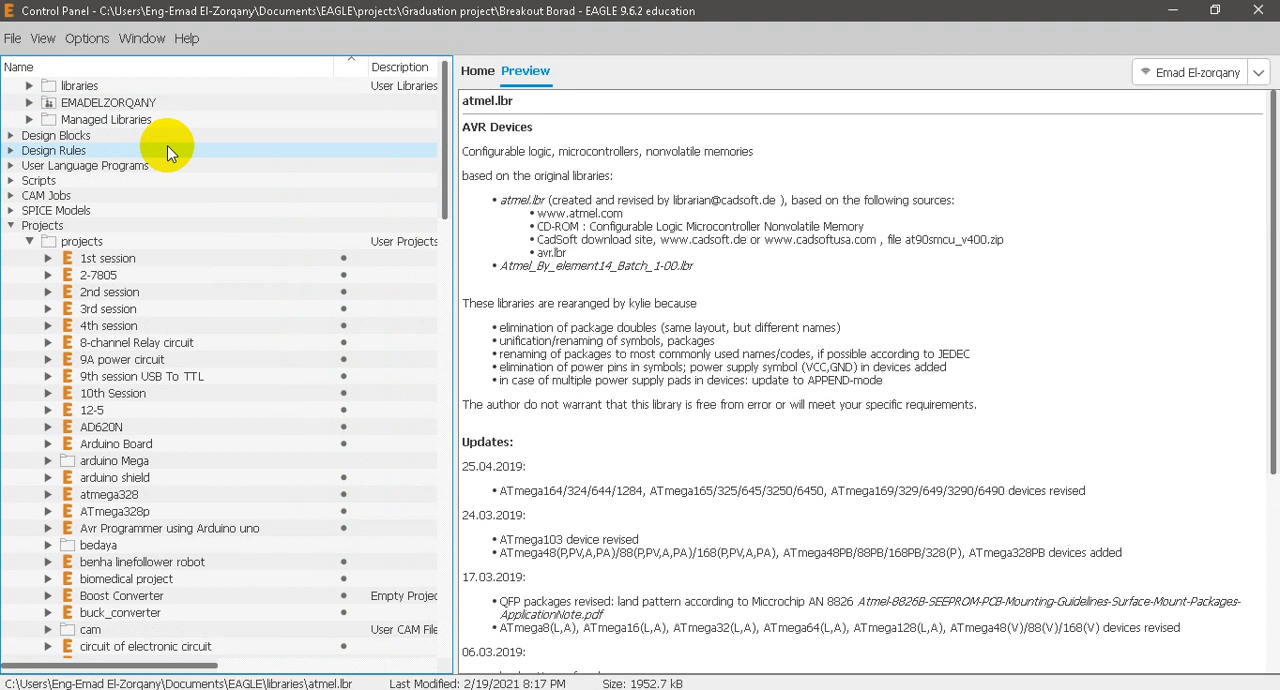 Control Panel - C:\Users\Eng-Emad El-Zorqany\Documents\EAGLE\projects\Graduation project\Breakout Borad - EAGLE 9.6.2 education
File View Options Window Help
Name
Description
libraries
User Libraries
EMADELZORQANY
Managed Libraries
Design Blocks
Design Rules
User Language Programs
Scripts
CAM Jobs
SPICE Models
Projects
projects
User Projects
1st session
2-7805
2nd session
3rd session
4th session
8-channel Relay circuit
9A power circuit
9th session USB To TTL
10th Session
12-5
AD620N
Arduino Board
arduino Mega
arduino shield
atmega328
ATmega328p
Avr Programmer using Arduino uno
bedaya
benha linefollower robot
biomedical project
Boost Converter
Empty Projec
buck_converter
cam
User CAM File
circuit of electronic circuit
Home Preview
Emad El-zorqany
atmel.lbr
AVR Devices
Configurable logic, microcontrollers, nonvolatile memories
based on the original libraries:
• atmel.lbr (created and revised by librarian@cadsoft.de ), based on the following sources:
• www.atmel.com
• CD-ROM : Configurable Logic Microcontroller Nonvolatile Memory
• CadSoft download site, www.cadsoft.de or www.cadsoftusa.com , file at90smcu_v400.zip
• avr.lbr
• Atmel_By_element14_Batch_1-00.lbr
These libraries are rearranged by kylie because
• elimination of package doubles (same layout, but different names)
• unification/renaming of symbols, packages
• renaming of packages to most commonly used names/codes, if possible according to JEDEC
• elimination of power pins in symbols; power supply symbol (VCC,GND) in devices added
• in case of multiple power supply pads in devices: update to APPEND-mode
The author do not warrant that this library is free from error or will meet your specific requirements.
Updates:
25.04.2019:
• ATmega164/324/644/1284, ATmega165/325/645/3250/6450, ATmega169/329/649/3290/6490 devices revised
24.03.2019:
• ATmega103 device revised
• ATmega48(P,PV,A,PA)/88(P,PV,A,PA)/168(P,PV,A,PA), ATmega48PB/88PB/168PB/328(P), ATmega328PB devices added
17.03.2019:
• QFP packages revised: land pattern according to Miccrochip AN 8826 Atmel-8826B-SEEPROM-PCB-Mounting-Guidelines-Surface-Mount-Packages-
ApplicationNote.pdf
• ATmega8(L,A), ATmega16(L,A), ATmega32(L,A), ATmega64(L,A), ATmega128(L,A), ATmega48(V)/88(V)/168(V) devices revised
06.03.2019:
C:\Users\Eng-Emad El-Zorqany\Documents\EAGLE\libraries\atmel.lbr Last Modified: 2/19/2021 8:17 PM Size: 1952.7 kB